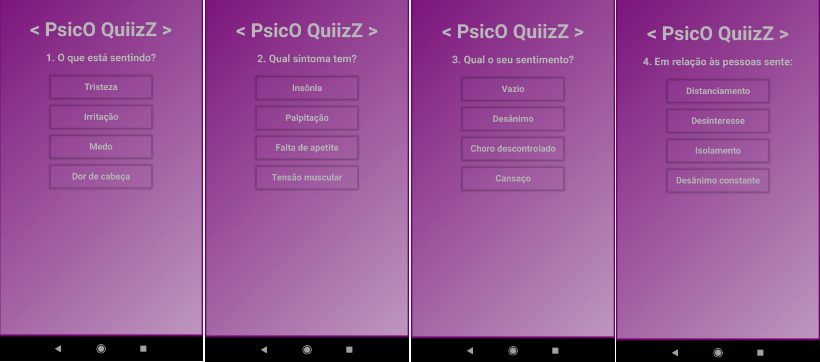 < PsicO QuiizZ >
1. O que está sentindo?
Tristeza
Irritação
Medo
Dor de cabeça
< PsicO QuiizZ >
2. Qual sintoma tem?
Insônia
Palpitação
Falta de apetite
Tensão muscular
< PsicO QuiizZ >
3. Qual o seu sentimento?
Vazio
Desânimo
Choro descontrolado
Cansaço
< PsicO QuiizZ >
4. Em relação às pessoas sente:
Distanciamento
Desinteresse
Isolamento
Desânimo constante